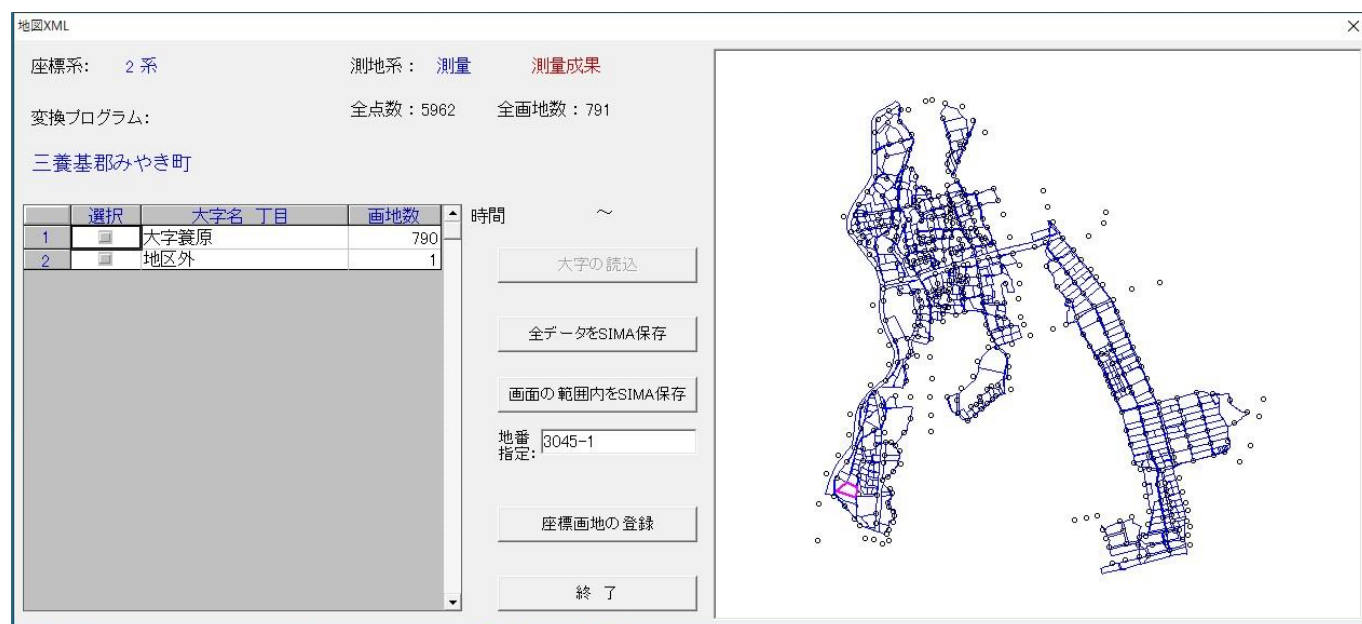 地図XML
座標系: 2 系 測地系: 測量 測量成果
変換プログラム: 全点数:5962 全画地数:791
三養基郡みやき町
選択 大字名 丁目 画地数
1 大字簑原 790
2 地区外 1
時間 ～
大字の読込
全データをSIMA保存
画面の範囲内をSIMA保存
地番指定: 3045-1
座標画地の登録
終 了